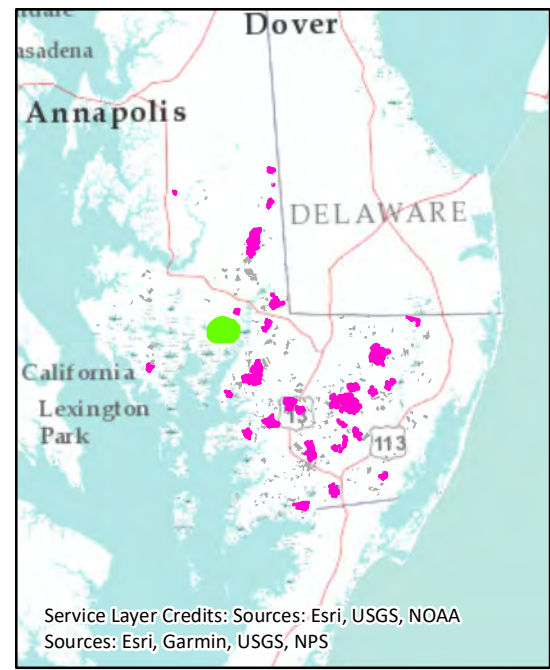 Dover
asadena
Annapolis
DELAWARE
California
Lexington
Park
13
113
Service Layer Credits: Sources: Esri, USGS, NOAA
Sources: Esri, Garmin, USGS, NPS